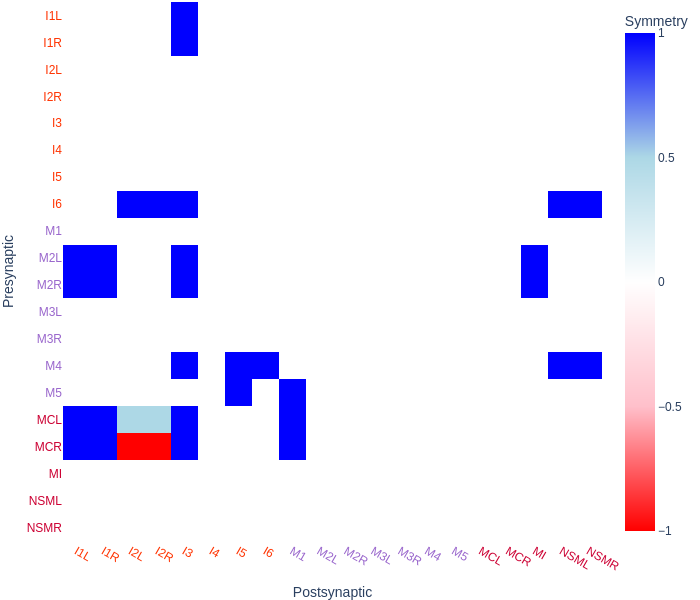 Symmetry
I1L
I1R
I2L
I2R
I3
I4
I5
I6
M1
M2L
M2R
M3L
M3R
M4
M5
MCL
MCR
MI
NSML
NSMR
Presynaptic
I1L I1R I2L I2R I3 I4 I5 I6 M1 M2L M2R M3L M3R M4 M5 MCL MCR MI NSML NSMR
Postsynaptic
1
0.5
0
−0.5
−1